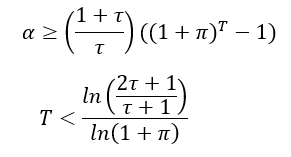 α ≥ ((1 + τ)/τ) ((1 + π)^T − 1)
T < ln((2τ + 1)/(τ + 1))/ln(1 + π)